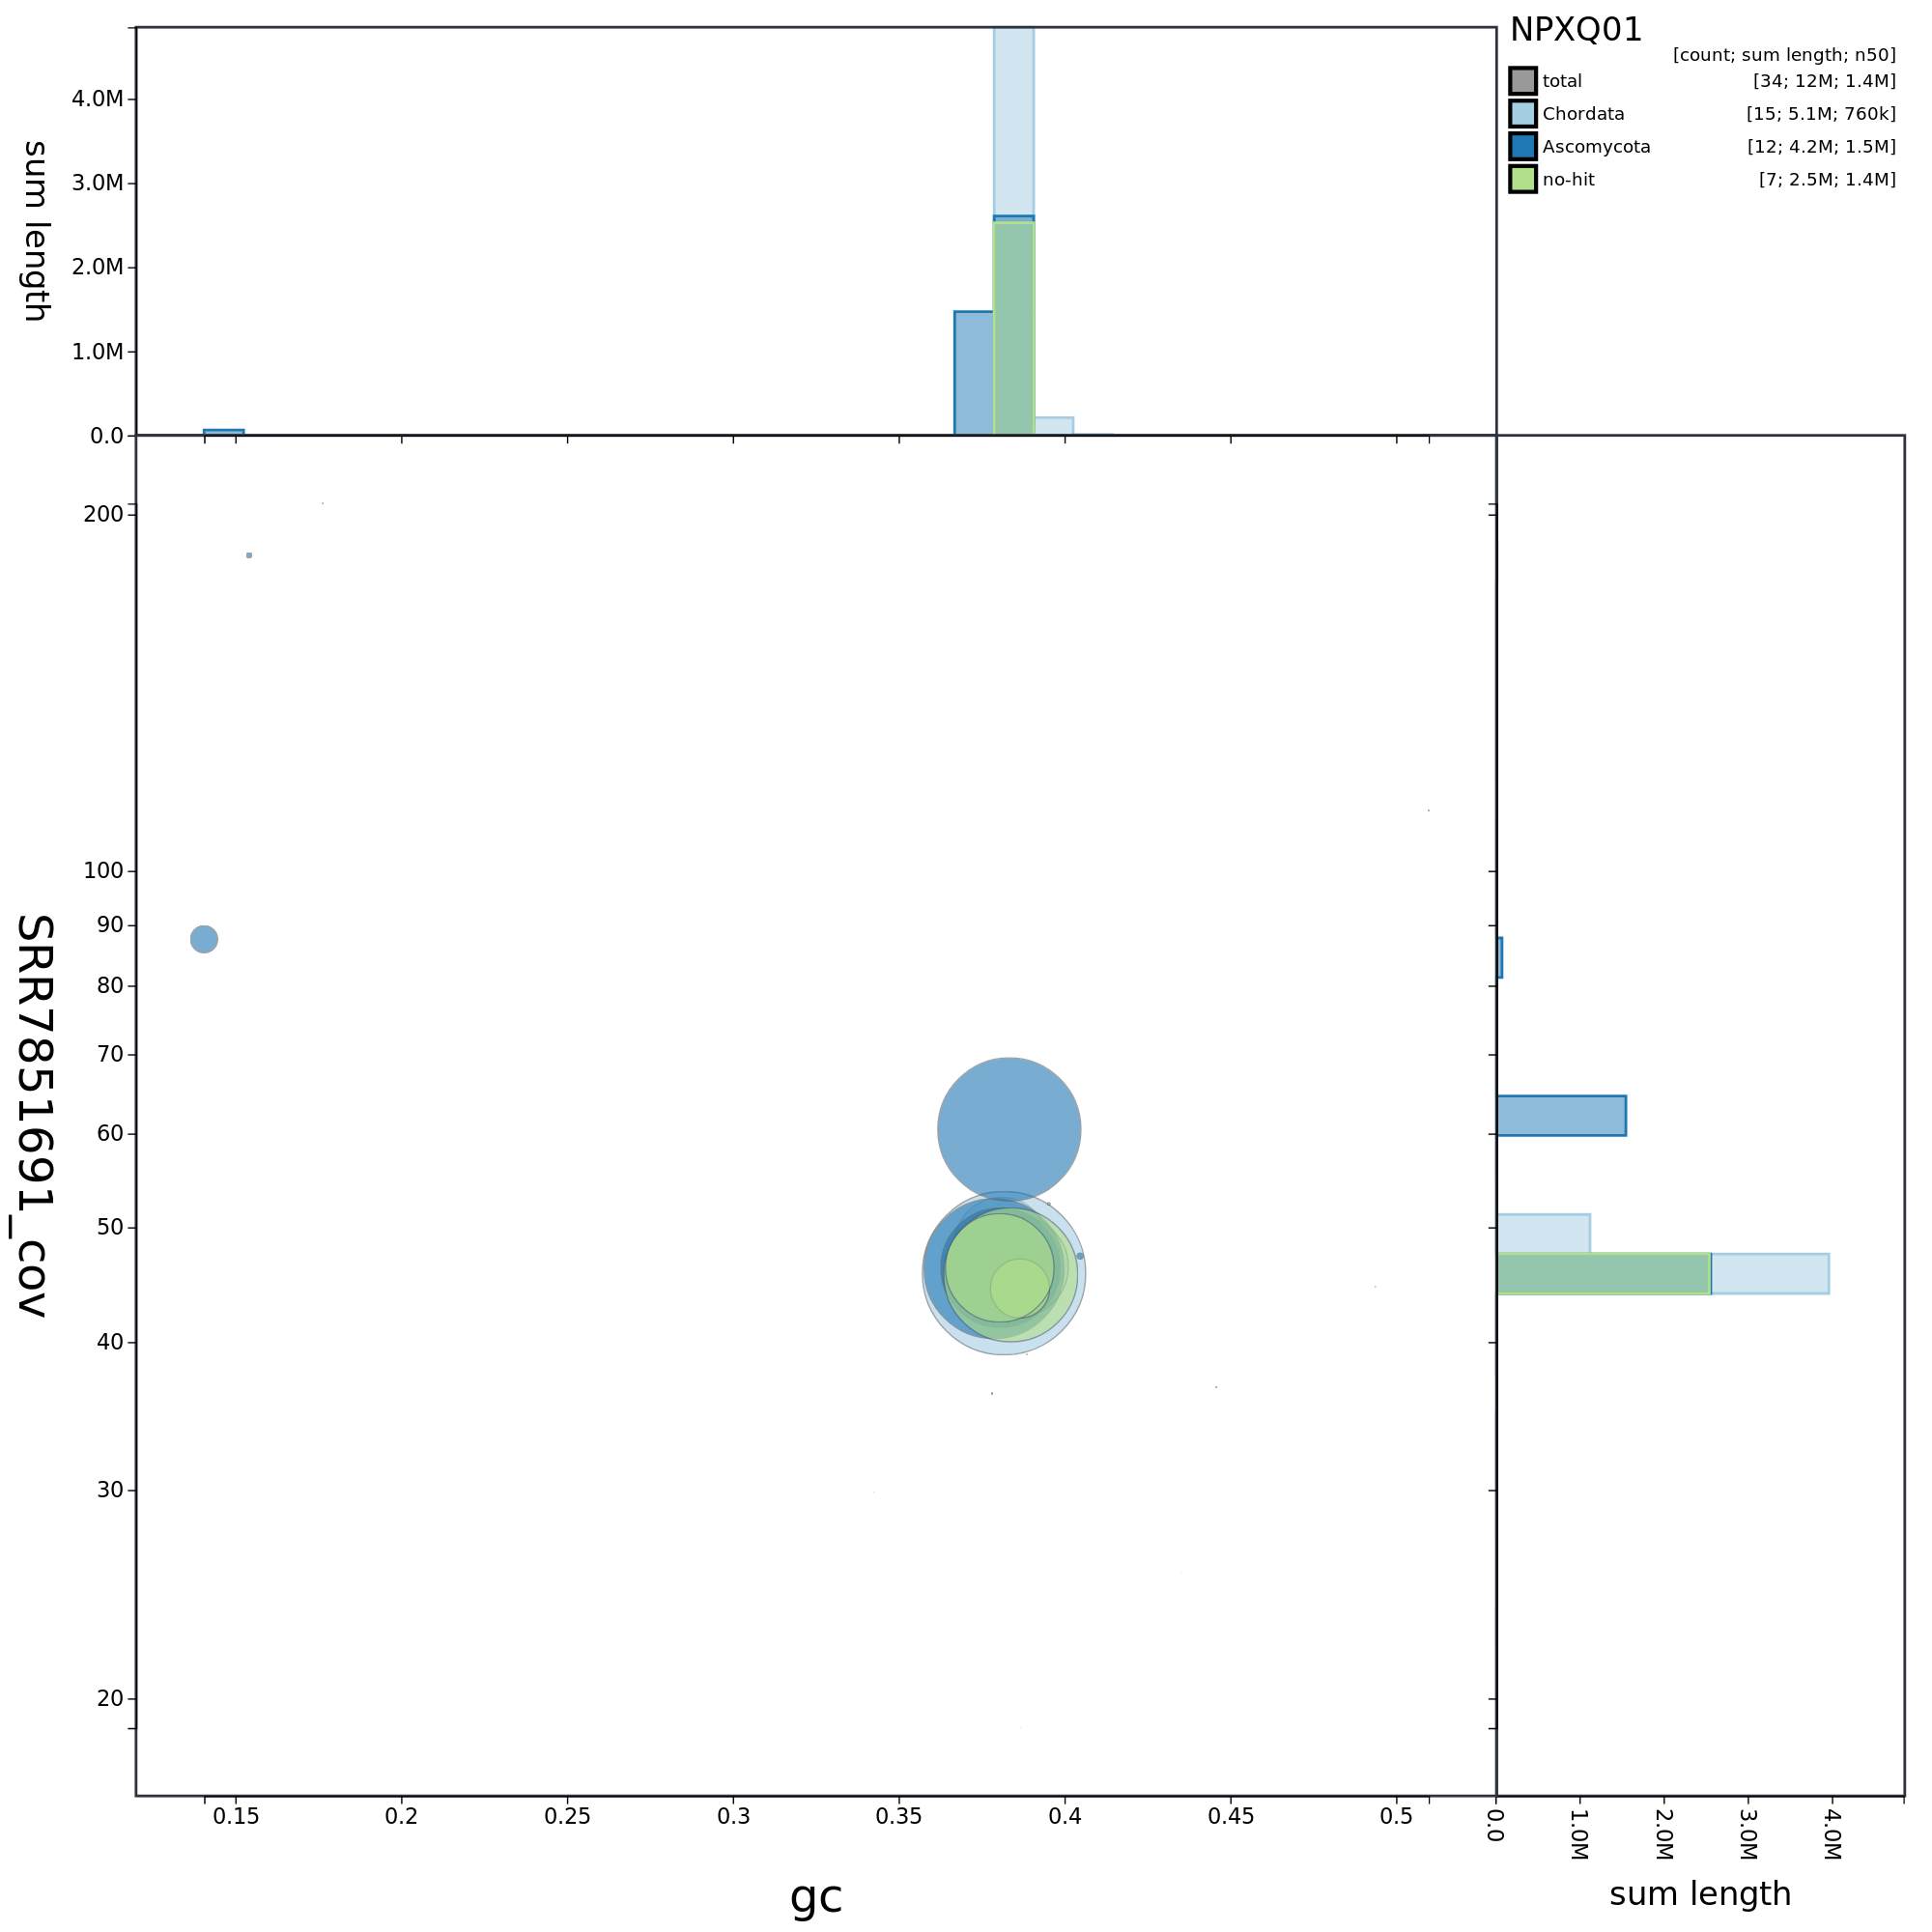 NPXQ01
[count; sum length; n50]
total [34; 12M; 1.4M]
Chordata [15; 5.1M; 760k]
Ascomycota [12; 4.2M; 1.5M]
no-hit [7; 2.5M; 1.4M]
sum length
4.0M
3.0M
2.0M
1.0M
0.0
SRR7851691_cov
200
100
90
80
70
60
50
40
30
20
0.15 0.2 0.25 0.3 0.35 0.4 0.45 0.5
gc
0.0 1.0M 2.0M 3.0M 4.0M
sum length